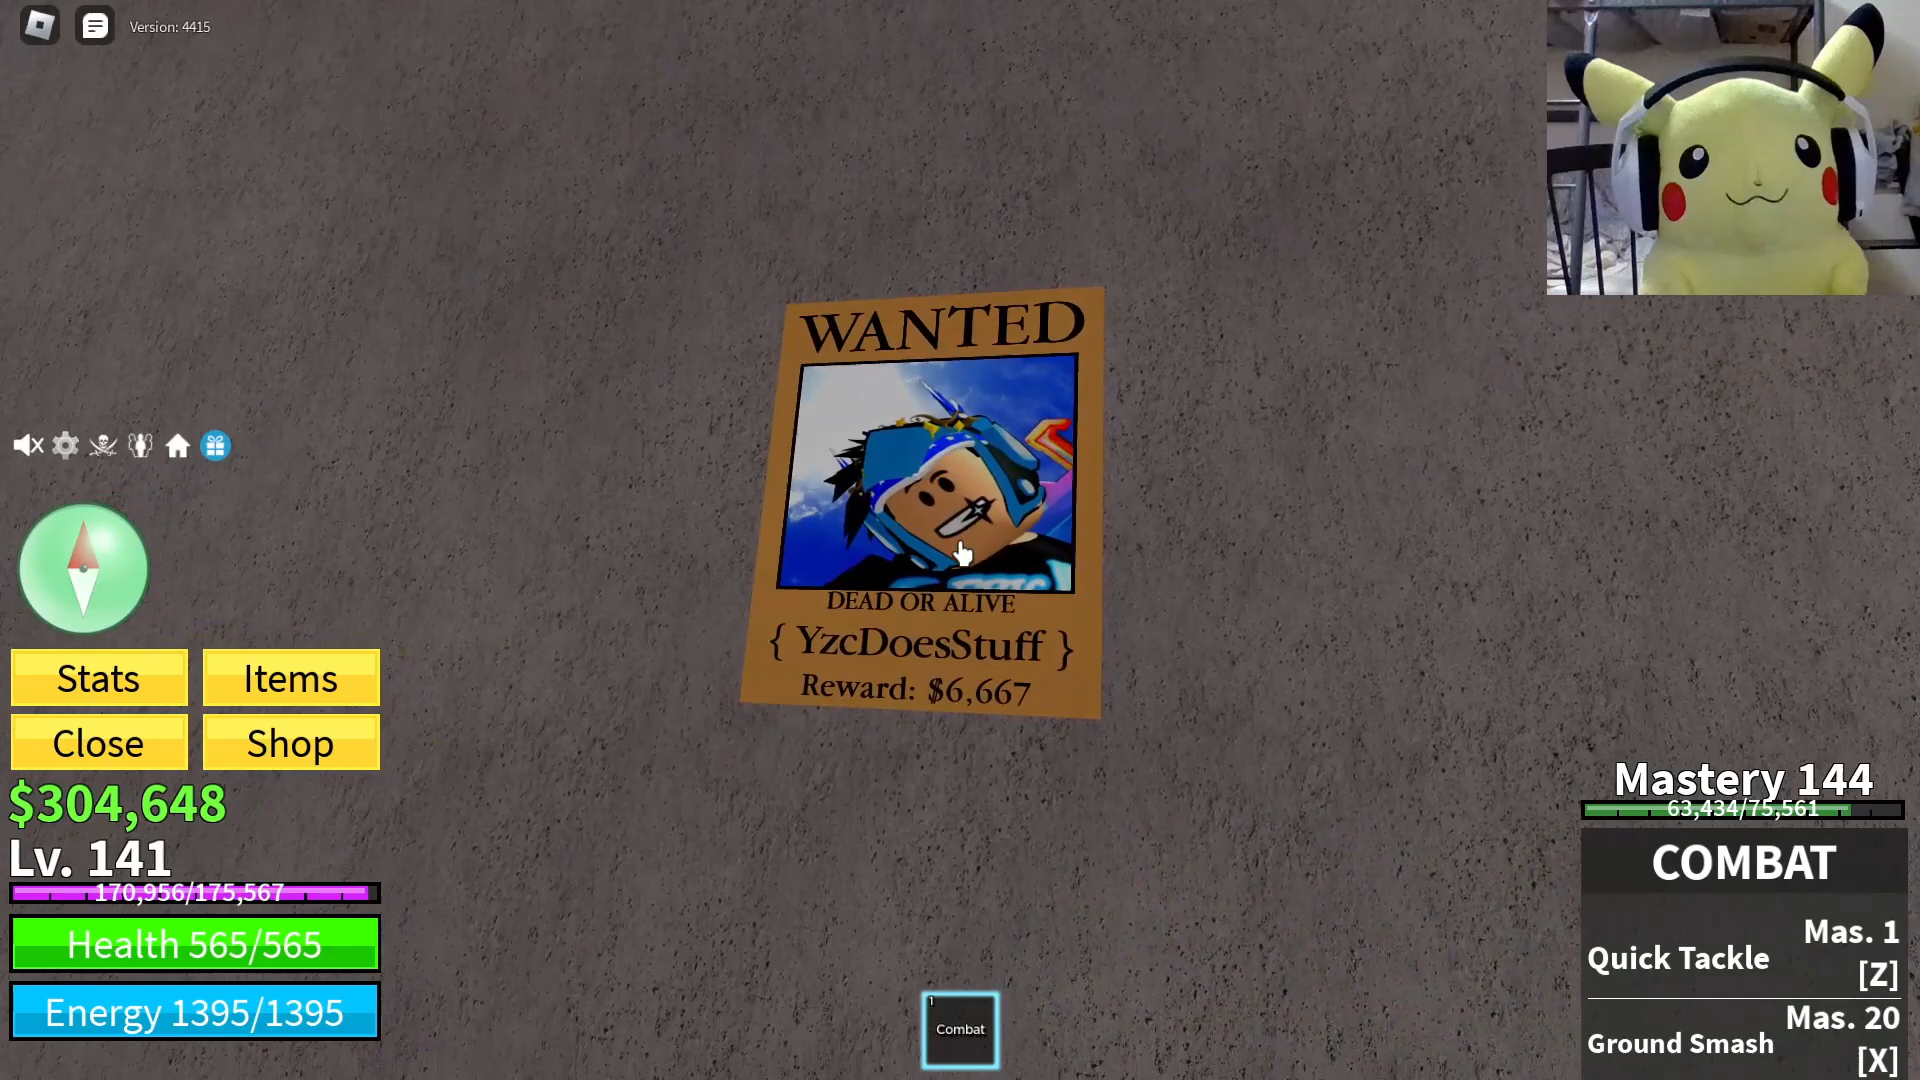 Version: 4415
WANTED
DEAD OR ALIVE
{ YzcDoesStuff }
Reward: $6,667
Stats
Items
Close
Shop
$304,648
Lv. 141
170,956/175,567
Health 565/565
Energy 1395/1395
1
Combat
Mastery 144
63,434/75,561
COMBAT
Mas. 1
Quick Tackle
[Z]
Mas. 20
Ground Smash
[X]